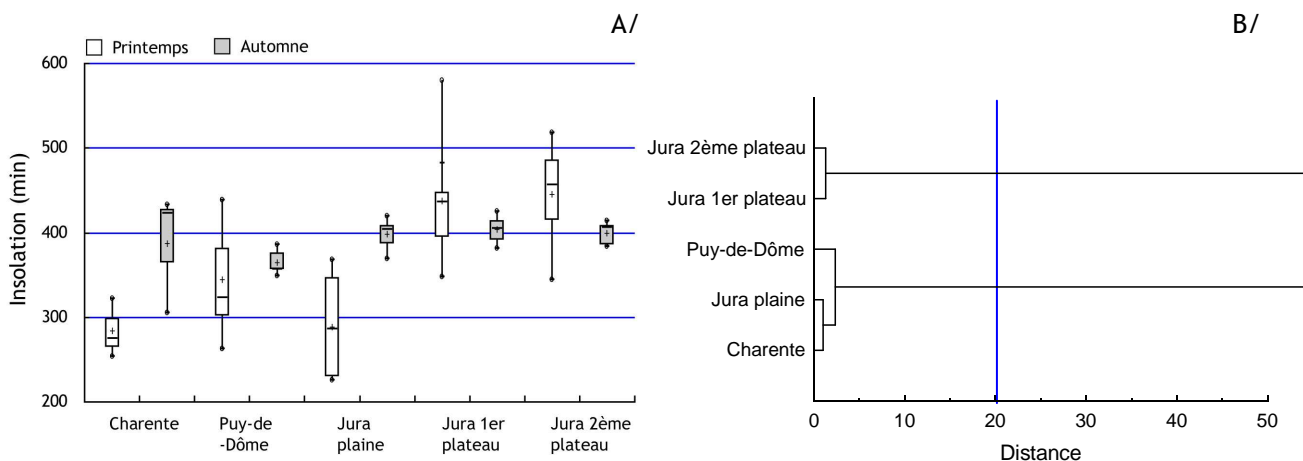 A/
Printemps Automne
600
500
400
300
200
Insolation (min)
Charente
Puy-de
-Dôme
Jura
plaine
Jura 1er
plateau
Jura 2ème
plateau
B/
Jura 2ème plateau
Jura 1er plateau
Puy-de-Dôme
Jura plaine
Charente
0 10 20 30 40 50
Distance